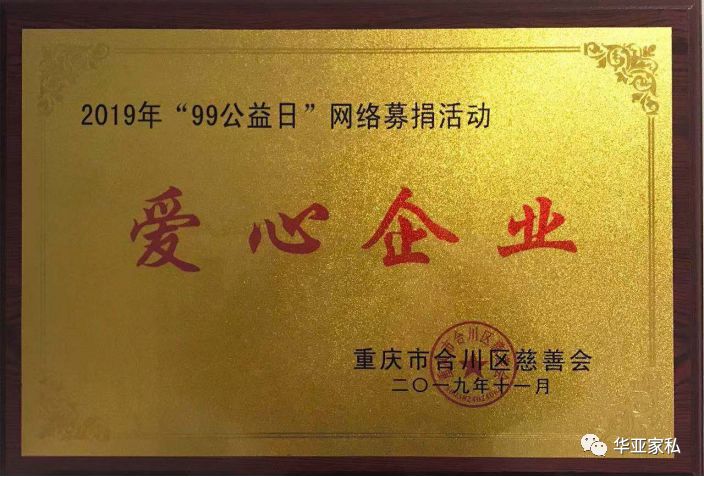 2019年“99公益日”网络募捐活动
爱心企业
重庆市合川区慈善会
二〇一九年十一月
华亚家私